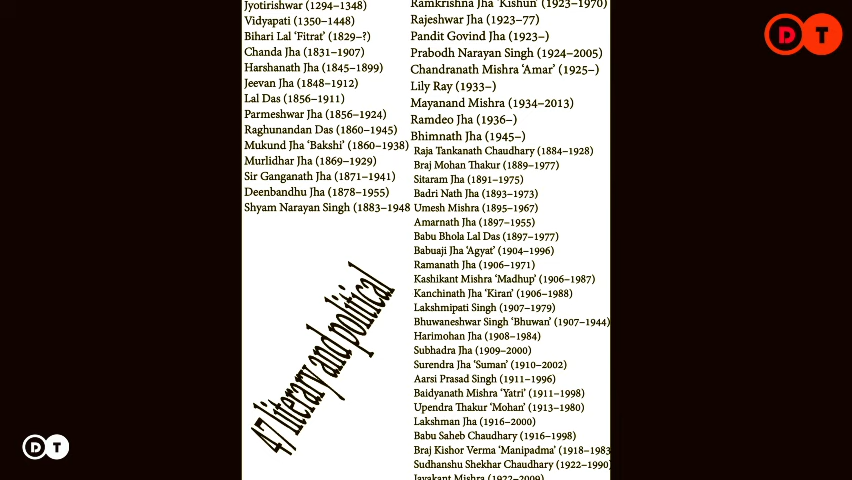 Jyotirishwar (1294–1348)
Vidyapati (1350–1448)
Bihari Lal ‘Fitrat’ (1829–?)
Chanda Jha (1831–1907)
Harshanath Jha (1845–1899)
Jeevan Jha (1848–1912)
Lal Das (1856–1911)
Parmeshwar Jha (1856–1924)
Raghunandan Das (1860–1945)
Mukund Jha ‘Bakshi’ (1860–1938)
Murlidhar Jha (1869–1929)
Sir Ganganath Jha (1871–1941)
Deenbandhu Jha (1878–1955)
Shyam Narayan Singh (1883–1948
Ramkrishna Jha ‘Kishun’ (1923–1970)
Rajeshwar Jha (1923–77)
Pandit Govind Jha (1923–)
Prabodh Narayan Singh (1924–2005)
Chandranath Mishra ‘Amar’ (1925–)
Lily Ray (1933–)
Mayanand Mishra (1934–2013)
Ramdeo Jha (1936–)
Bhimnath Jha (1945–)
Raja Tankanath Chaudhary (1884–1928)
Braj Mohan Thakur (1889–1977)
Sitaram Jha (1891–1975)
Badri Nath Jha (1893–1973)
Umesh Mishra (1895–1967)
Amarnath Jha (1897–1955)
Babu Bhola Lal Das (1897–1977)
Babuaji Jha ‘Agyat’ (1904–1996)
Ramanath Jha (1906–1971)
Kashikant Mishra ‘Madhup’ (1906–1987)
Kanchinath Jha ‘Kiran’ (1906–1988)
Lakshmipati Singh (1907–1979)
Bhuwaneshwar Singh ‘Bhuwan’ (1907–1944)
Harimohan Jha (1908–1984)
Subhadra Jha (1909–2000)
Surendra Jha ‘Suman’ (1910–2002)
Aarsi Prasad Singh (1911–1996)
Baidyanath Mishra ‘Yatri’ (1911–1998)
Upendra Thakur ‘Mohan’ (1913–1980)
Lakshman Jha (1916–2000)
Babu Saheb Chaudhary (1916–1998)
Braj Kishor Verma ‘Manipadma’ (1918–1983
Sudhanshu Shekhar Chaudhary (1922–1990
Jayakant Mishra (1922–2009)
47 literary and political
DT
DT